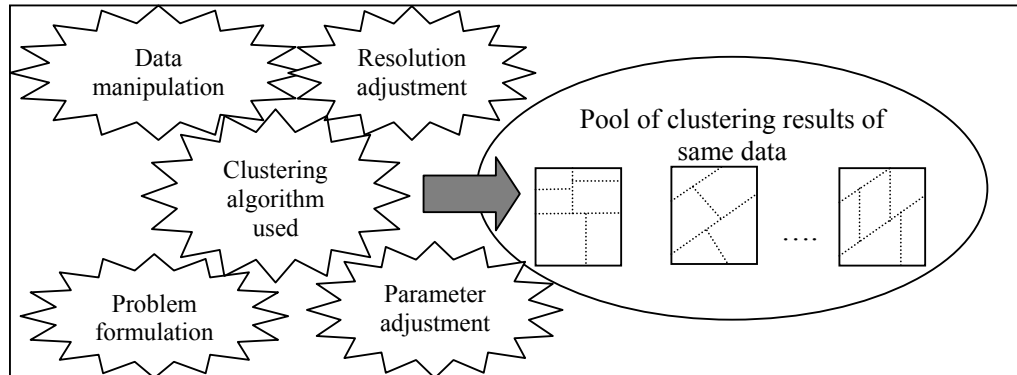 Data
manipulation
Resolution
adjustment
Clustering
algorithm
used
Problem
formulation
Parameter
adjustment
Pool of clustering results of
same data
....